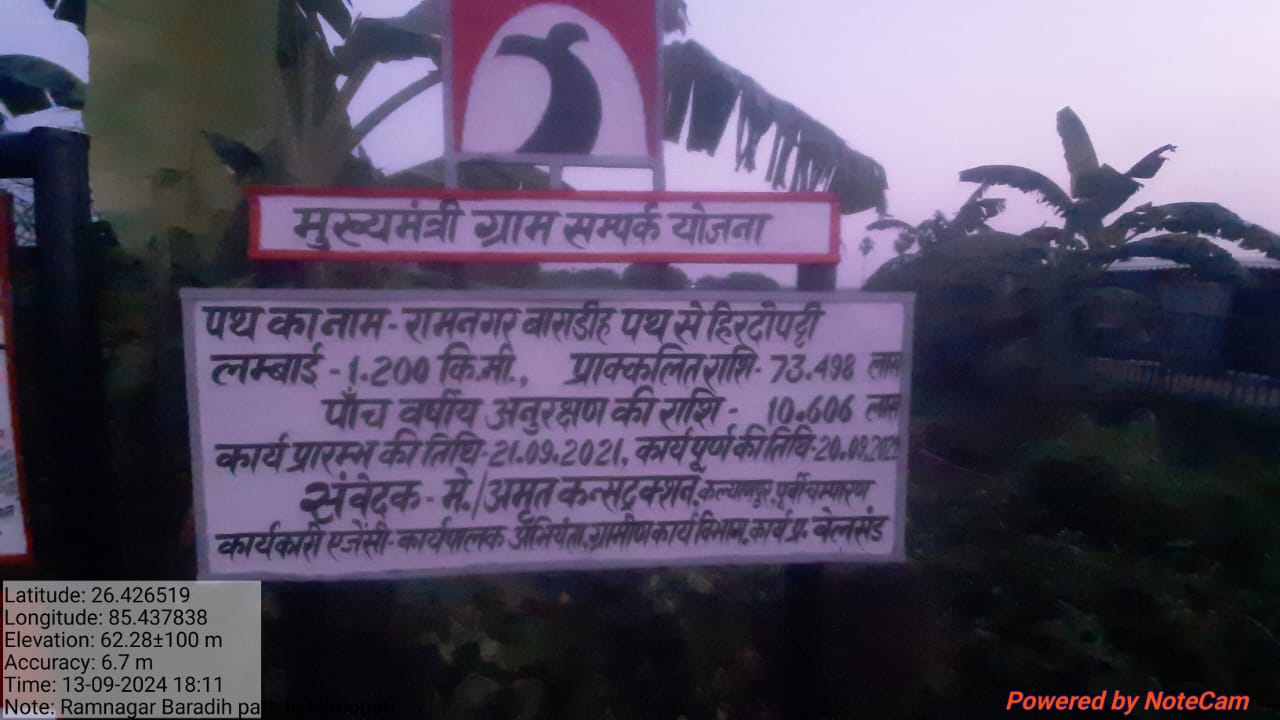 मुख्यमंत्री ग्राम सम्पर्क योजना
पथ का नाम - रामनगर बाराडीह पथ से हिरदोपट्टी
लम्बाई - 1.200 कि.मी., प्राक्कलित राशि - 73.498 लाख
पाँच वर्षीय अनुरक्षण की राशि - 10.606 लाख
कार्य प्रारम्भ की तिथि - 21.09.2021, कार्य पूर्ण की तिथि - 20.09.2022
संवेदक - मे./अमृत कन्सट्रक्शन, कल्याणपुर, पूर्वी चम्पारण
कार्यकारी एजेंसी - कार्यपालक अभियंता, ग्रामीण कार्य विभाग, कार्य प्र. बेलसंड
Latitude: 26.426519
Longitude: 85.437838
Elevation: 62.28±100 m
Accuracy: 6.7 m
Time: 13-09-2024 18:11
Note: Ramnagar Baradih path to
Powered by NoteCam